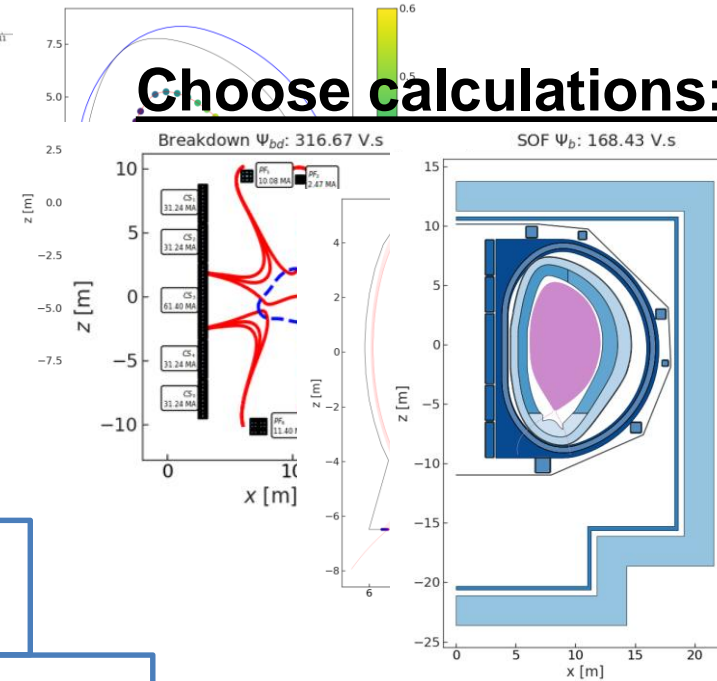 Choose calculations:
0.6
0.5
7.5
5.0
2.5
0.0
−2.5
−5.0
−7.5
z [m]
Breakdown Ψbd: 316.67 V.s
10
5
0
−5
−10
z [m]
0
10
x [m]
CS₁
31.24 MA
CS₂
31.24 MA
CS₃
61.40 MA
CS₄
31.24 MA
CS₅
31.24 MA
PF₁
10.08 MA
2.47 MA
11.40
4
2
0
−2
−4
−6
−8
z [m]
6
SOF Ψb: 168.43 V.s
15
10
5
0
−5
−10
−15
−20
−25
z [m]
0
5
10
15
20
x [m]